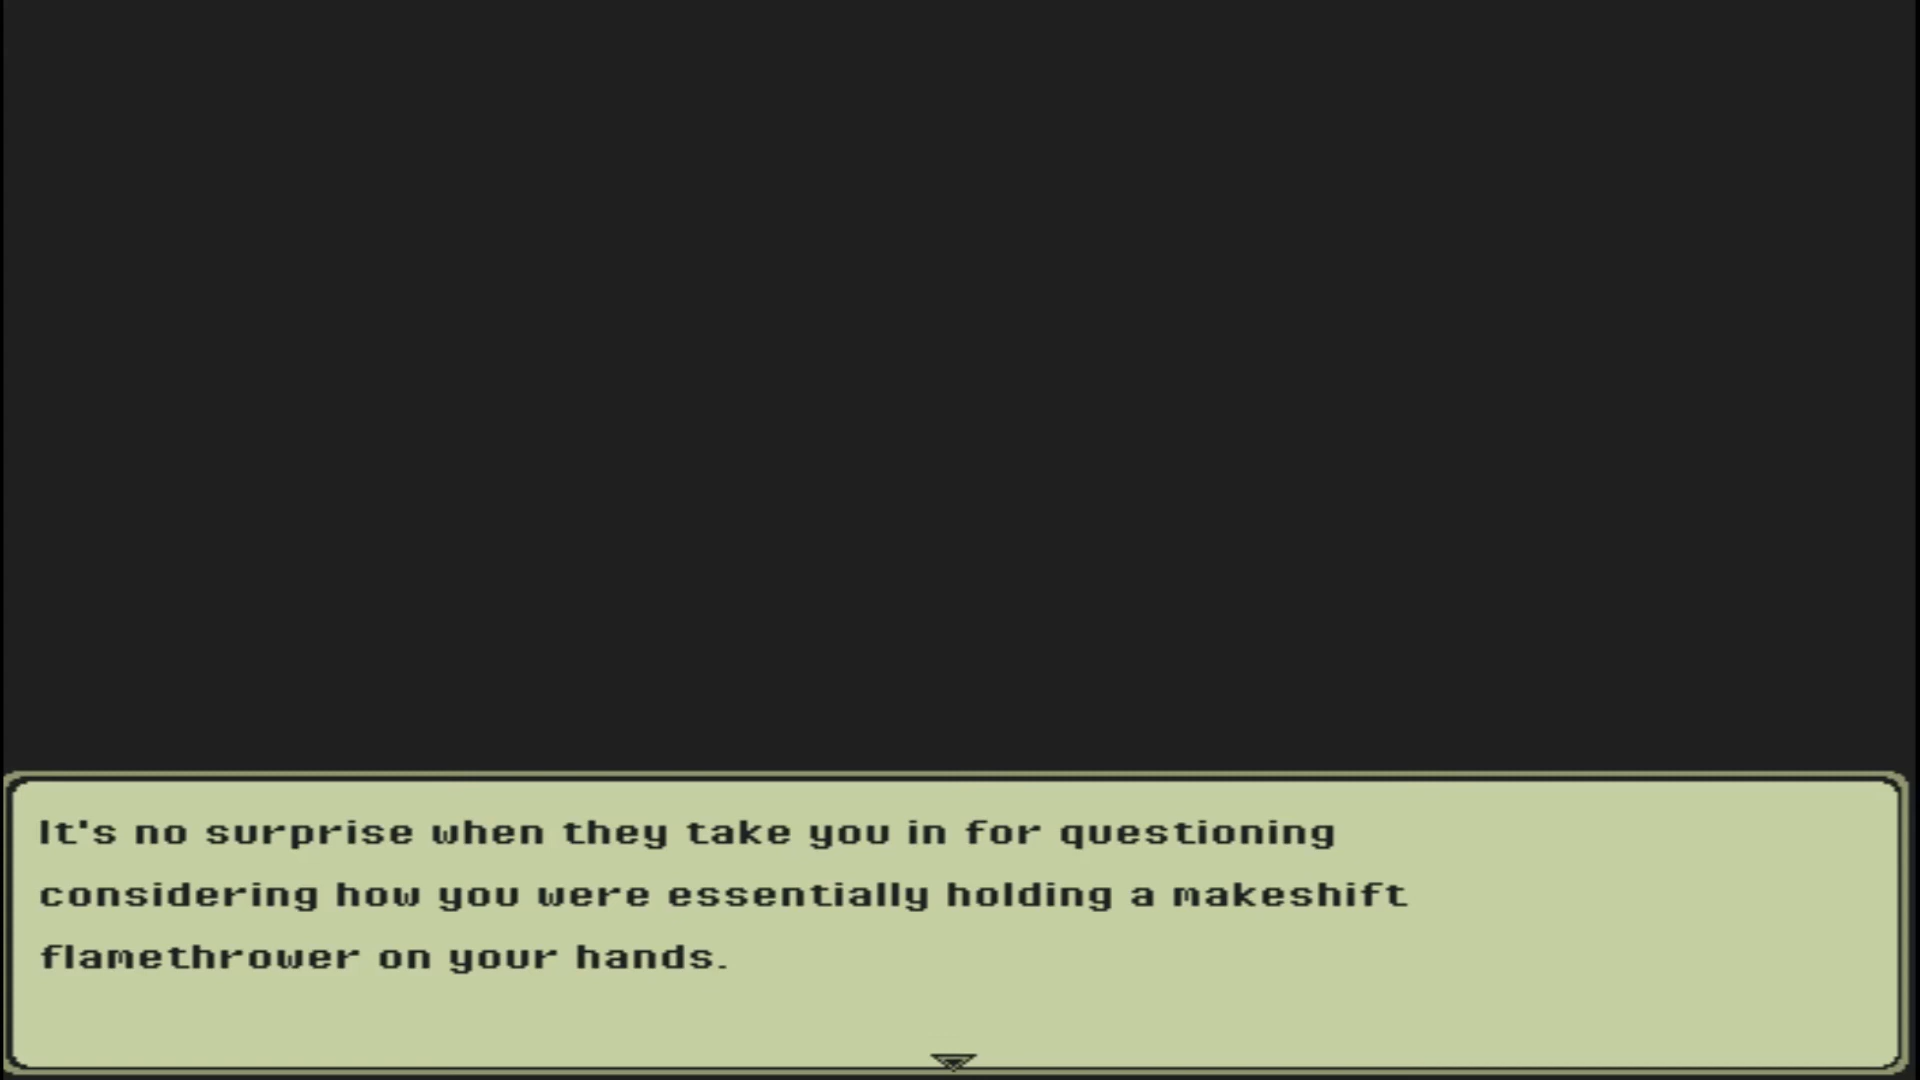 It's no surprise when they take you in for questioning
considering how you were essentially holding a makeshift
flamethrower on your hands.